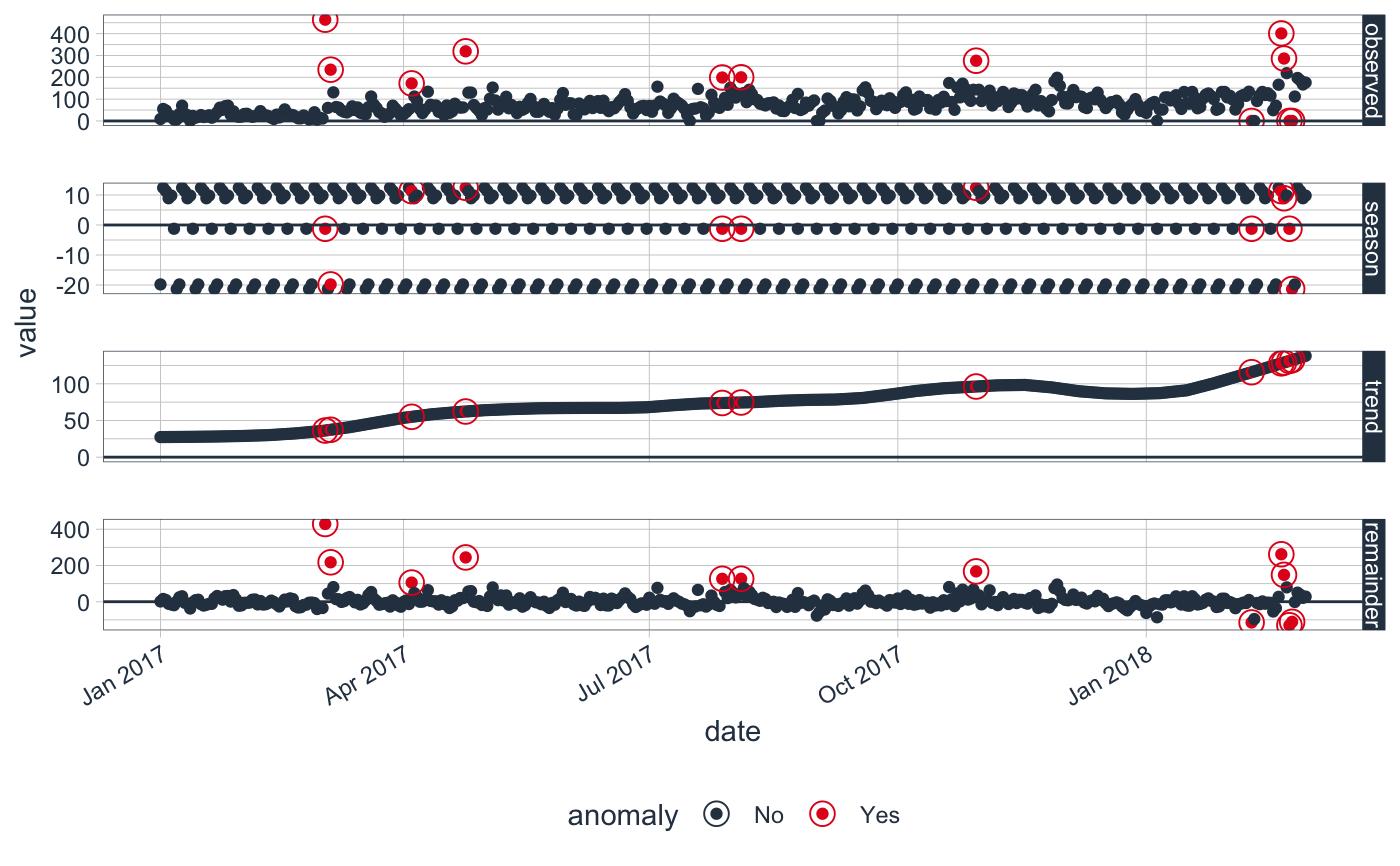 400
300
200
100
0
observed
10
0
-10
-20
season
value
100
50
0
trend
400
200
0
remainder
Jan 2017
Apr 2017
Jul 2017
Oct 2017
Jan 2018
date
anomaly No Yes